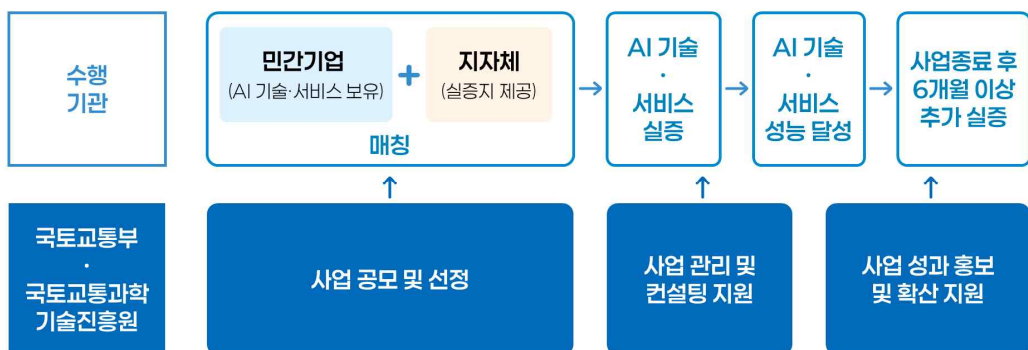 수행
기관
민간기업
(AI 기술·서비스 보유)
+
지자체
(실증지 제공)
매칭
AI 기술
·
서비스
실증
AI 기술
·
서비스
성능 달성
사업종료 후
6개월 이상
추가 실증
국토교통부
·
국토교통과학
기술진흥원
사업 공모 및 선정
사업 관리 및
컨설팅 지원
사업 성과 홍보
및 확산 지원